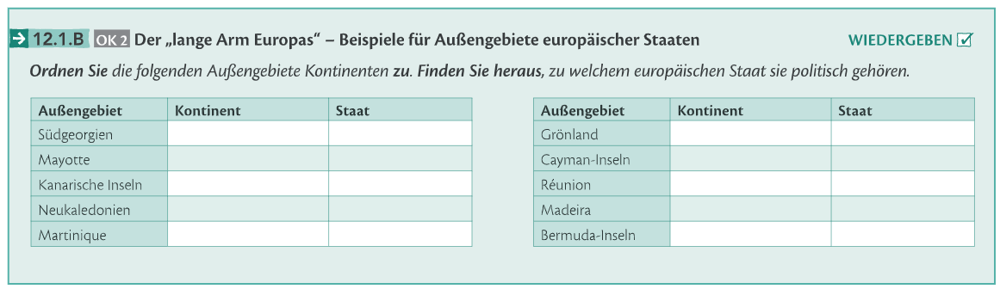 → 12.1.B OK 2 Der „lange Arm Europas“ – Beispiele für Außengebiete europäischer Staaten WIEDERGEBEN ☑
Ordnen Sie die folgenden Außengebiete Kontinenten zu. Finden Sie heraus, zu welchem europäischen Staat sie politisch gehören.
Außengebiet Kontinent Staat
Südgeorgien
Mayotte
Kanarische Inseln
Neukaledonien
Martinique
Außengebiet Kontinent Staat
Grönland
Cayman-Inseln
Réunion
Madeira
Bermuda-Inseln